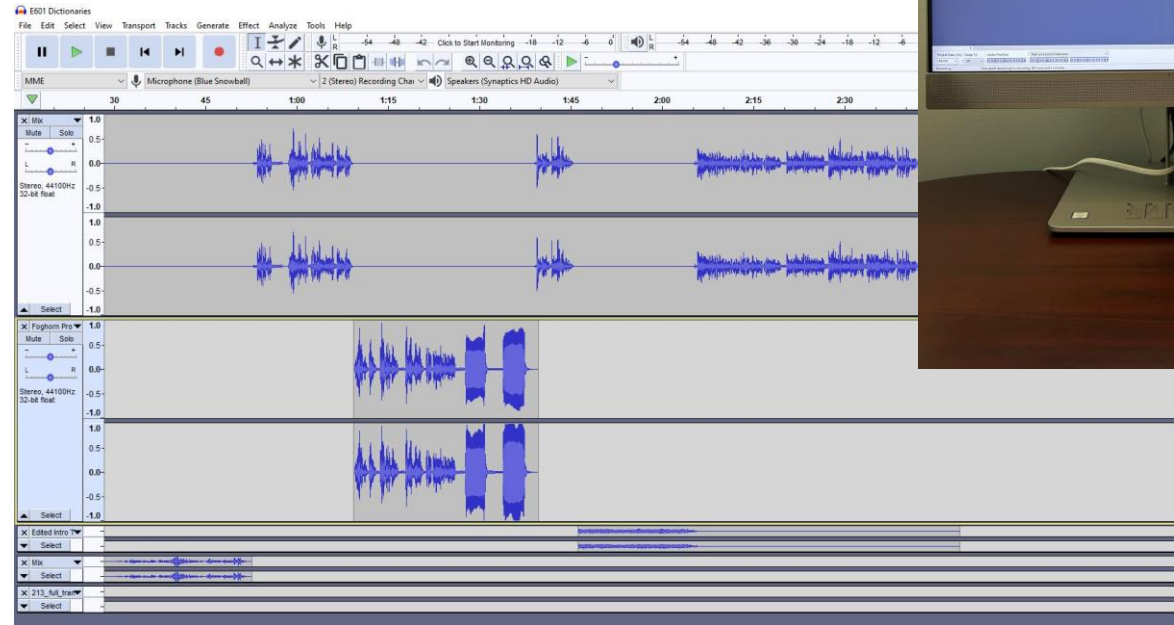 E601 Dictionaries
File Edit Select View Transport Tracks Generate Effect Analyze Tools Help
L R -54 -48 -42 Click to Start Monitoring -18 -12 -6 0 L R -54 -48 -42 -36 -30 -24 -18 -12 -6
MME Microphone (Blue Snowball) 2 (Stereo) Recording Chai Speakers (Synaptics HD Audio)
30 45 1:00 1:15 1:30 1:45 2:00 2:15 2:30
Mix 1.0
Mute Solo
- + 0.5
L R 0.0
Stereo, 44100Hz -0.5
32-bit float
-1.0
1.0
0.5
0.0
-0.5
Select -1.0
Foghorn Pro 1.0
Mute Solo
- + 0.5
L R 0.0
Stereo, 44100Hz -0.5
32-bit float
-1.0
1.0
0.5
0.0
-0.5
Select -1.0
Edited Intro T
Select
Mix
Select
213_full_tran
Select